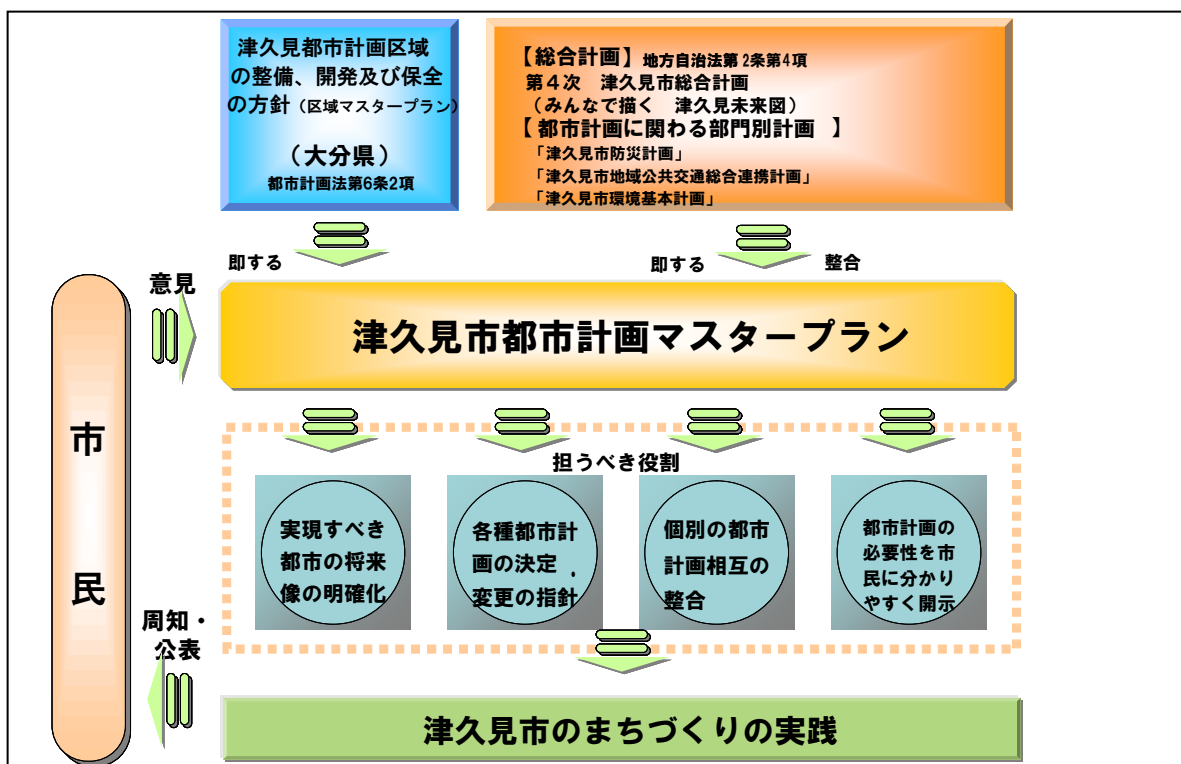 津久見都市計画区域
の整備、開発及び保全
の方針（区域マスタープラン）
（大分県）
都市計画法第6条2項
【総合計画】地方自治法第2条第4項
第４次　津久見市総合計画
（みんなで描く　津久見未来図）
【 都市計画に関わる部門別計画 】
「津久見市防災計画」
「津久見市地域公共交通総合連携計画」
「津久見市環境基本計画」
即する
即する
整合
意見
津久見市都市計画マスタープラン
市
民
担うべき役割
実現すべき
都市の将来
像の明確化
各種都市計
画の決定・
変更の指針
個別の都市
計画相互の
整合
都市計画の
必要性を市
民に分かり
やすく開示
周知・
公表
津久見市のまちづくりの実践